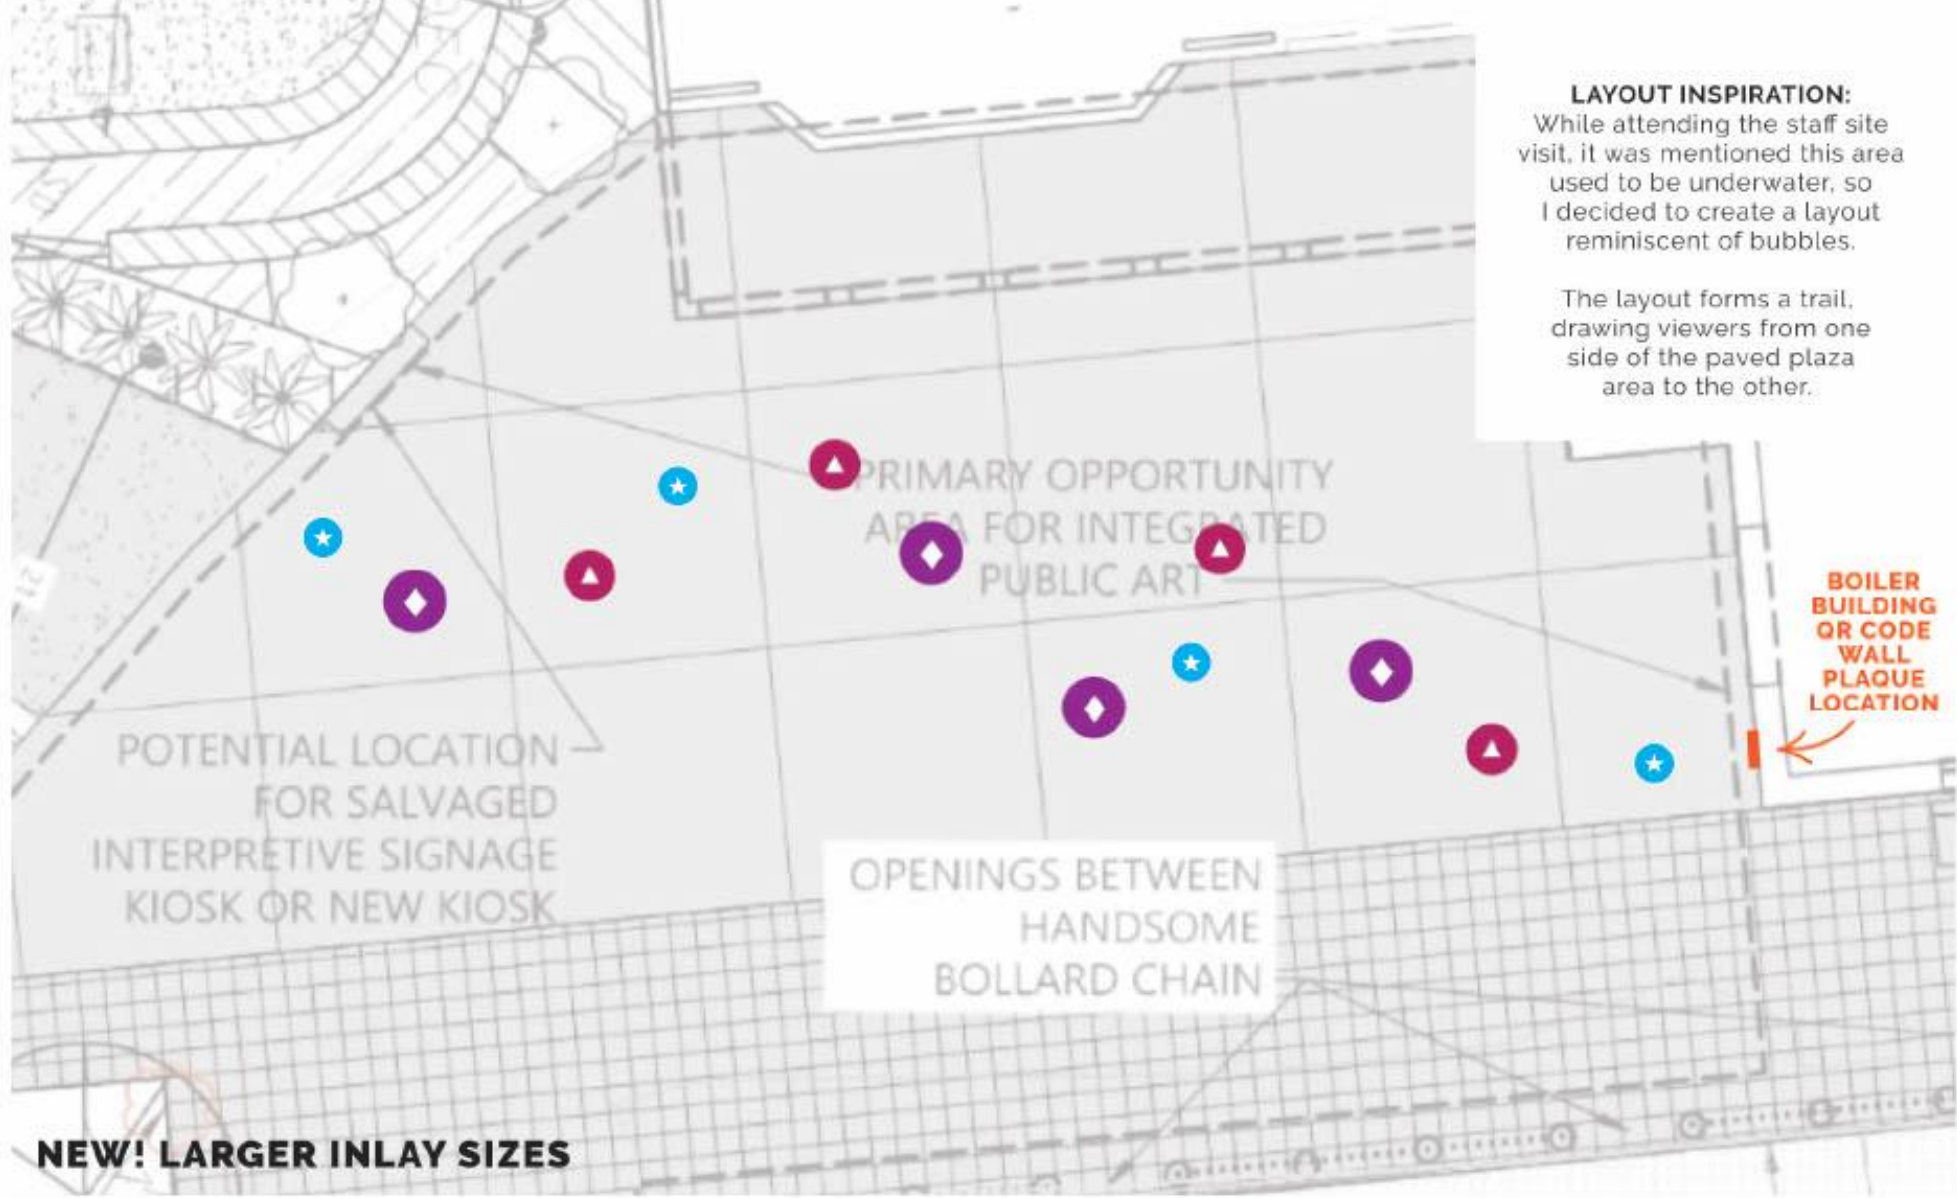 LAYOUT INSPIRATION:
While attending the staff site
visit, it was mentioned this area
used to be underwater, so
I decided to create a layout
reminiscent of bubbles.
The layout forms a trail,
drawing viewers from one
side of the paved plaza
area to the other.
PRIMARY OPPORTUNITY
AREA FOR INTEGRATED
PUBLIC ART
BOILER
BUILDING
QR CODE
WALL
PLAQUE
LOCATION
POTENTIAL LOCATION
FOR SALVAGED
INTERPRETIVE SIGNAGE
KIOSK OR NEW KIOSK
OPENINGS BETWEEN
HANDSOME
BOLLARD CHAIN
NEW! LARGER INLAY SIZES